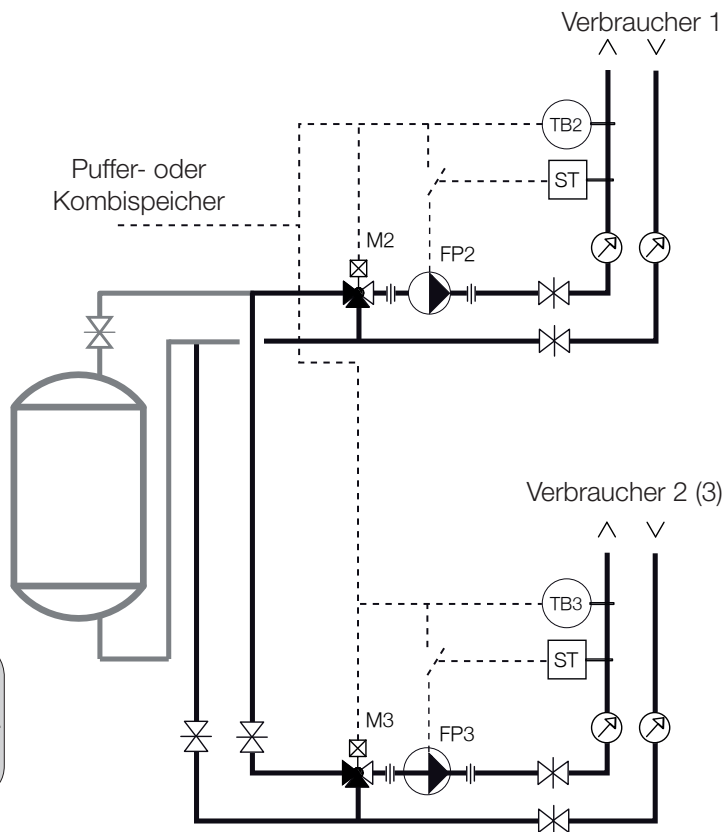 Verbraucher 1
TB2
ST
Puffer- oder
Kombispeicher
M2
FP2
Verbraucher 2 (3)
TB3
ST
M3
FP3